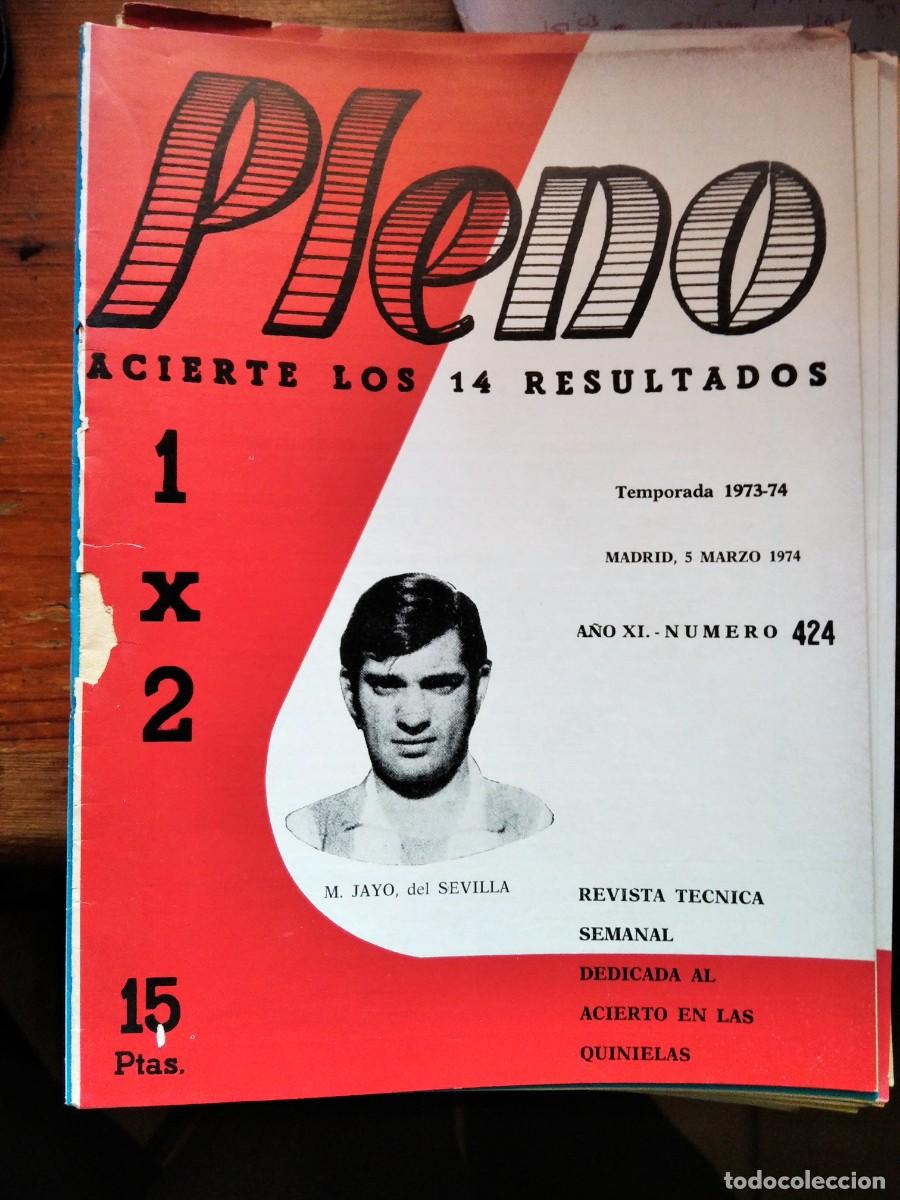 Pleno
ACIERTE LOS 14 RESULTADOS
1
x
2
Temporada 1973-74
MADRID, 5 MARZO 1974
AÑO XI.-NUMERO 424
M. JAYO, del SEVILLA
REVISTA TECNICA
SEMANAL
DEDICADA AL
ACIERTO EN LAS
QUINIELAS
15
Ptas.
todocoleccion.net